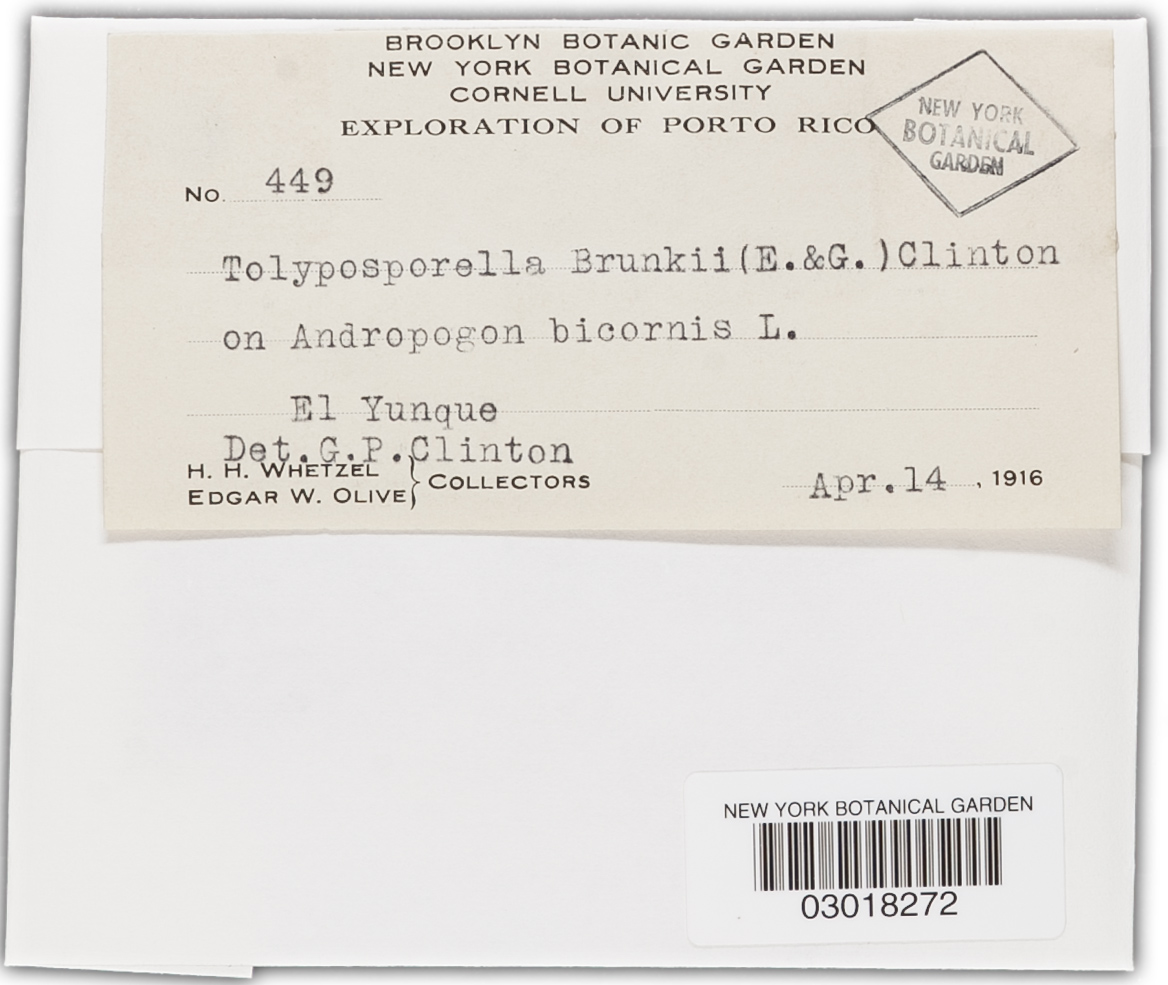 BROOKLYN BOTANIC GARDEN
NEW YORK BOTANICAL GARDEN
CORNELL UNIVERSITY
EXPLORATION OF PORTO RICO
NEW YORK
BOTANICAL
GARDEN
No. 449
Tolyposporella Brunkii(E.&G.)Clinton
on Andropogon bicornis L.
El Yunque
Det.G.P.Clinton
H. H. WHETZEL
EDGAR W. OLIVE } COLLECTORS
Apr.14, 1916
NEW YORK BOTANICAL GARDEN
03018272